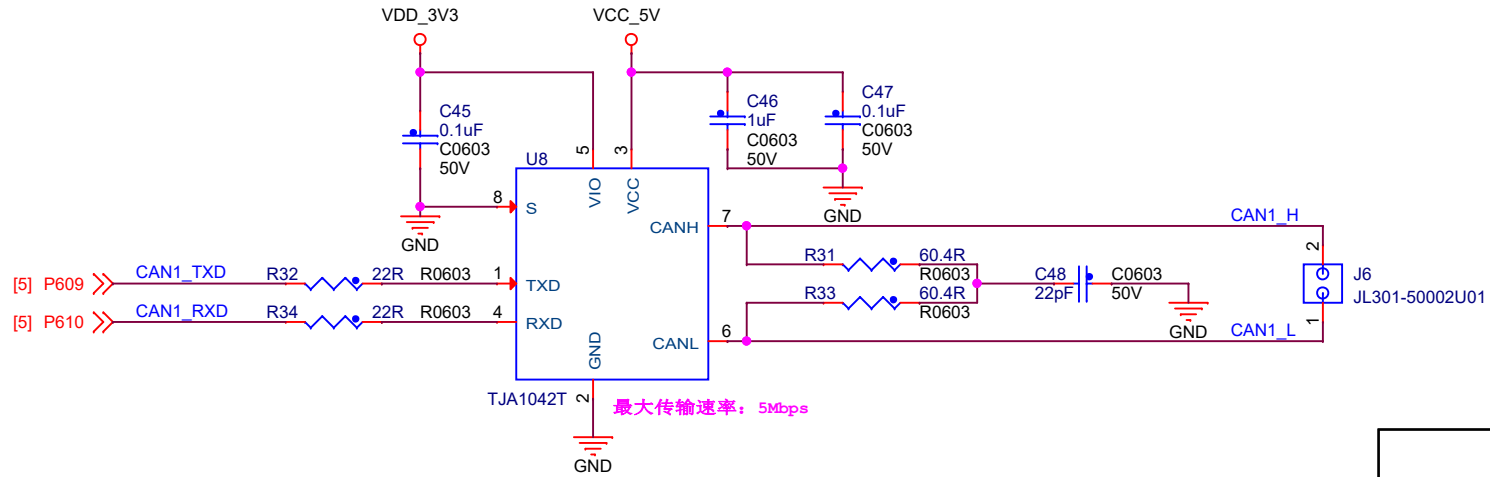 VDD_3V3
VCC_5V
C45
0.1uF
C0603
50V
C46
1uF
C0603
50V
C47
0.1uF
C0603
50V
U8
5
3
8
S
VIO
VCC
GND
GND
CANH
7
CAN1_H
[5] P609
CAN1_TXD
R32
22R
R0603
1
TXD
R31
60.4R
R0603
C48
22pF
C0603
50V
2
J6
JL301-50002U01
[5] P610
CAN1_RXD
R34
22R
R0603
4
RXD
R33
60.4R
R0603
GND
1
GND
CANL
6
CAN1_L
TJA1042T
2
最大传输速率：5Mbps
GND